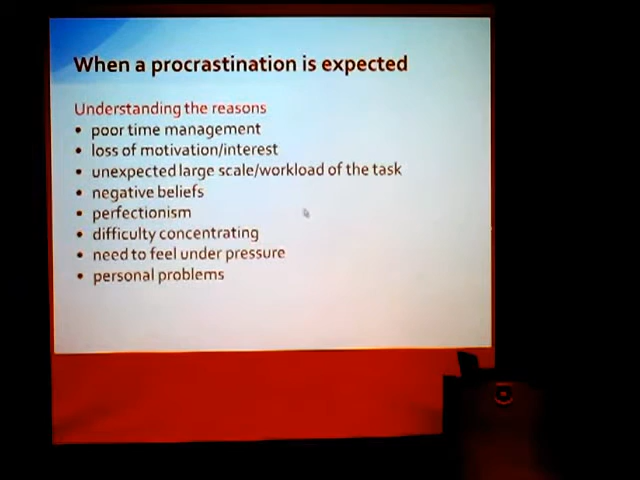 When a procrastination is expected
Understanding the reasons
• poor time management
• loss of motivation/interest
• unexpected large scale/workload of the task
• negative beliefs
• perfectionism
• difficulty concentrating
• need to feel under pressure
• personal problems